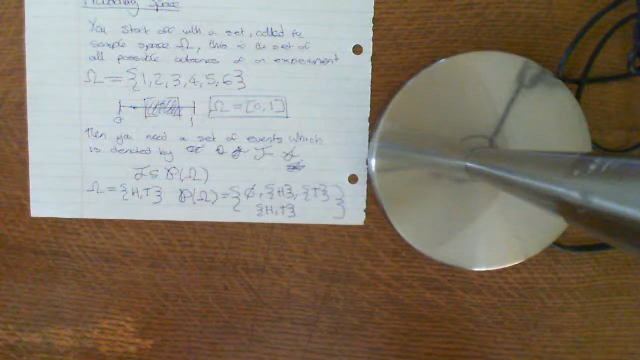 Probability Space
You start off with a set, called the
sample space Ω, this is the set of
all possible outcomes of an experiment
Ω = {1,2,3,4,5,6}
0 1 Ω = [0,1]
Then you need a set of events which
is denoted by F
F ⊆ P(Ω)
Ω = {H,T} P(Ω) = {∅, {H}, {T}
{H,T}}